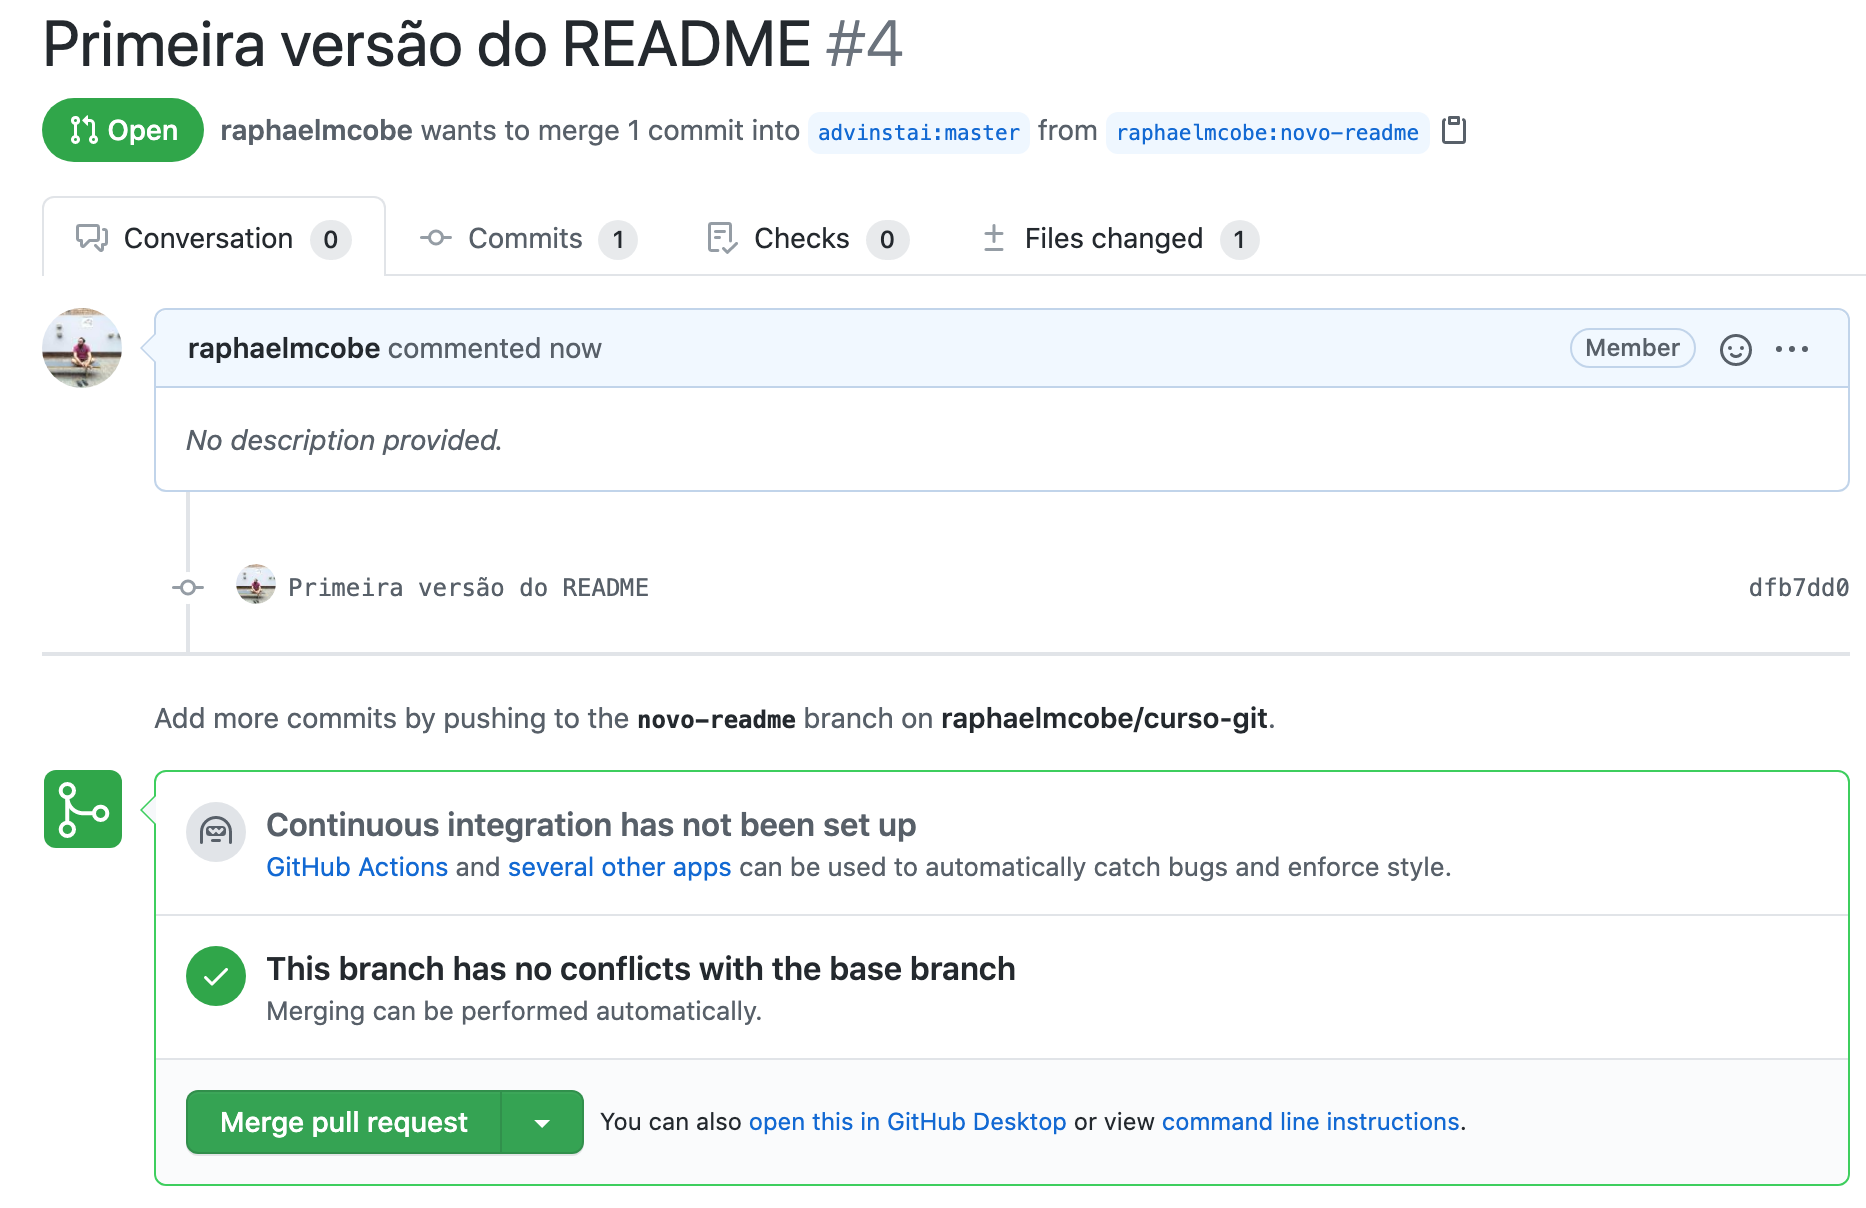 Primeira versão do README #4
Open raphaelmcobe wants to merge 1 commit into advinstai:master from raphaelmcobe:novo-readme
Conversation 0 Commits 1 Checks 0 Files changed 1
raphaelmcobe commented now Member
No description provided.
Primeira versão do README dfb7dd0
Add more commits by pushing to the novo-readme branch on raphaelmcobe/curso-git.
Continuous integration has not been set up
GitHub Actions and several other apps can be used to automatically catch bugs and enforce style.
This branch has no conflicts with the base branch
Merging can be performed automatically.
Merge pull request You can also open this in GitHub Desktop or view command line instructions.